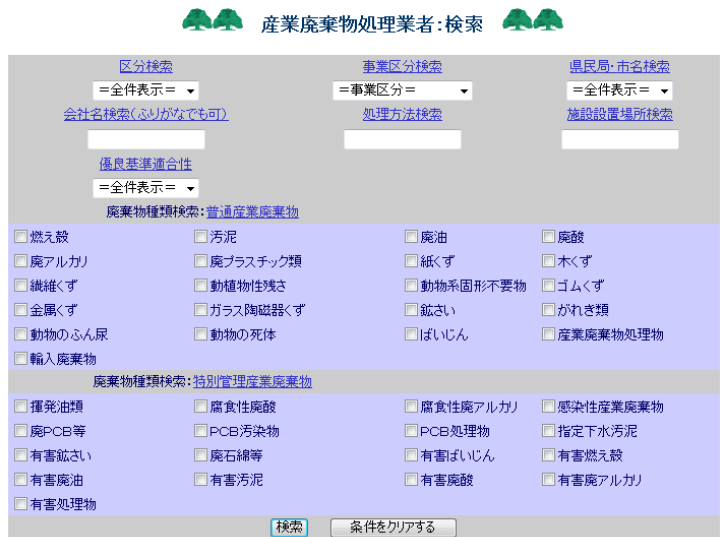 産業廃棄物処理業者:検索
区分検索 事業区分検索 県民局・市名検索
=全件表示= =事業区分= =全件表示=
会社名検索(ふりがなでも可) 処理方法検索 施設設置場所検索
優良基準適合性
=全件表示=
廃棄物種類検索:普通産業廃棄物
燃え殻 汚泥 廃油 廃酸
廃アルカリ 廃プラスチック類 紙くず 木くず
繊維くず 動植物性残さ 動物系固形不要物 ゴムくず
金属くず ガラス陶磁器くず 鉱さい がれき類
動物のふん尿 動物の死体 ばいじん 産業廃棄物処理物
輸入廃棄物
廃棄物種類検索:特別管理産業廃棄物
揮発油類 腐食性廃酸 腐食性廃アルカリ 感染性産業廃棄物
廃PCB等 PCB汚染物 PCB処理物 指定下水汚泥
有害鉱さい 廃石綿等 有害ばいじん 有害燃え殻
有害廃油 有害汚泥 有害廃酸 有害廃アルカリ
有害処理物
検索 条件をクリアする